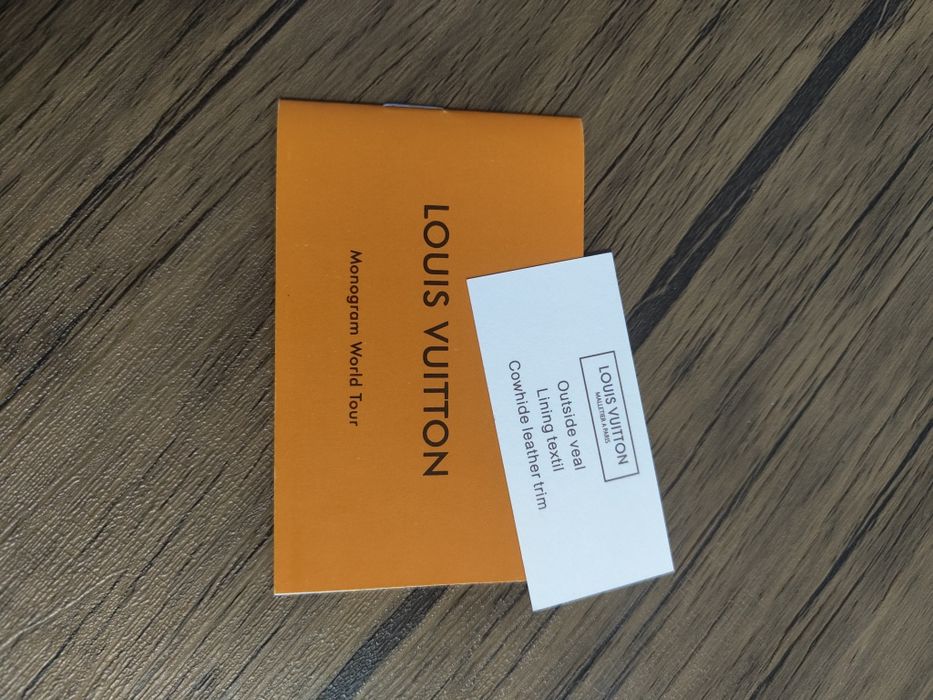 LOUIS VUITTON
Monogram World Tour
LOUIS VUITTON
MALLETIER A PARIS
Outside veal
Lining textil
Cowhide leather trim